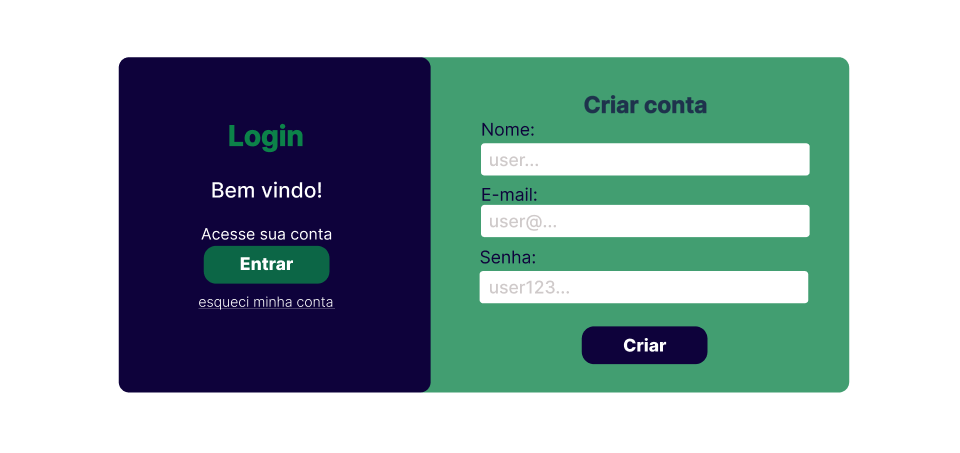 Login
Bem vindo!
Acesse sua conta
Entrar
esqueci minha conta
Criar conta
Nome:
user...
E-mail:
user@...
Senha:
user123...
Criar